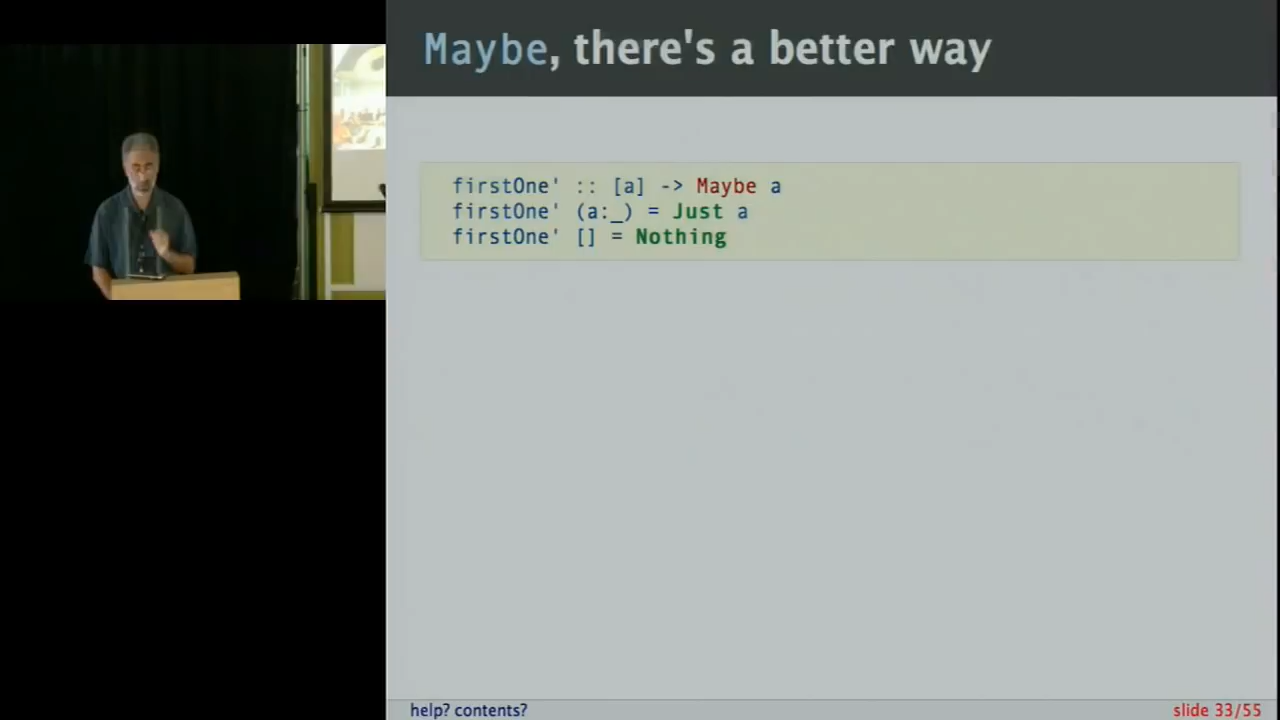 Maybe, there's a better way
firstOne' :: [a] -> Maybe a
firstOne' (a:_) = Just a
firstOne' [] = Nothing
help? contents?
slide 33/55